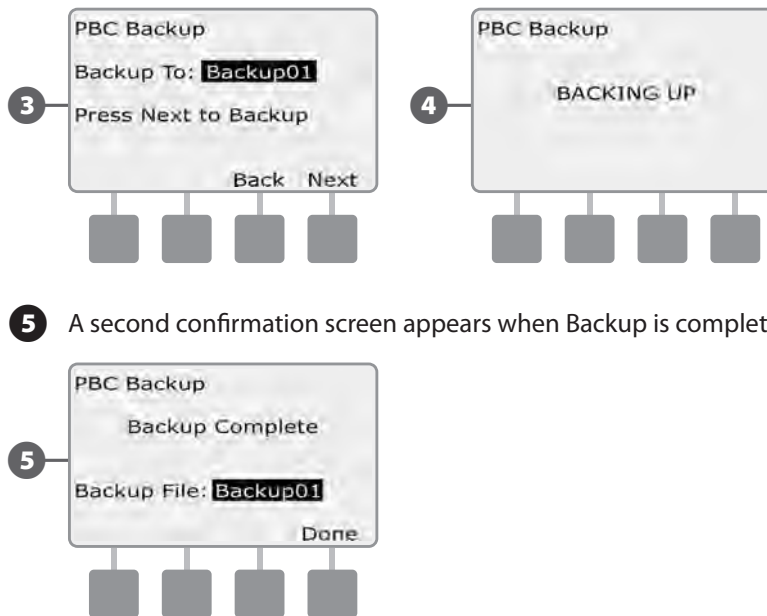 PBC Backup
Backup To: Backup01
3
Press Next to Backup
Back Next
PBC Backup
BACKING UP
4
5 A second confirmation screen appears when Backup is complet
PBC Backup
Backup Complete
5
Backup File: Backup01
Done